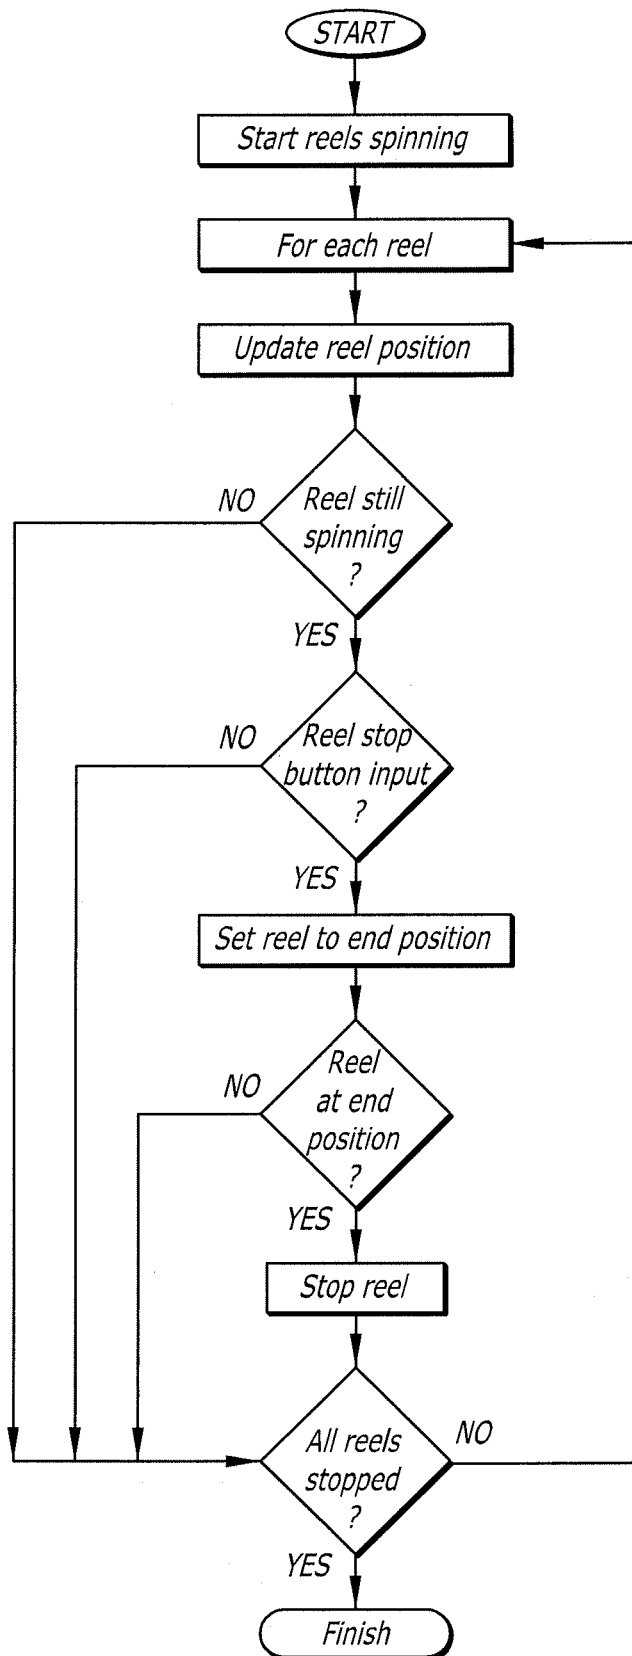 START
Start reels spinning
For each reel
Update reel position
NO
Reel still
spinning
?
YES
NO
Reel stop
button input
?
YES
Set reel to end position
NO
Reel
at end
position
?
YES
Stop reel
All reels
stopped
?
NO
YES
Finish